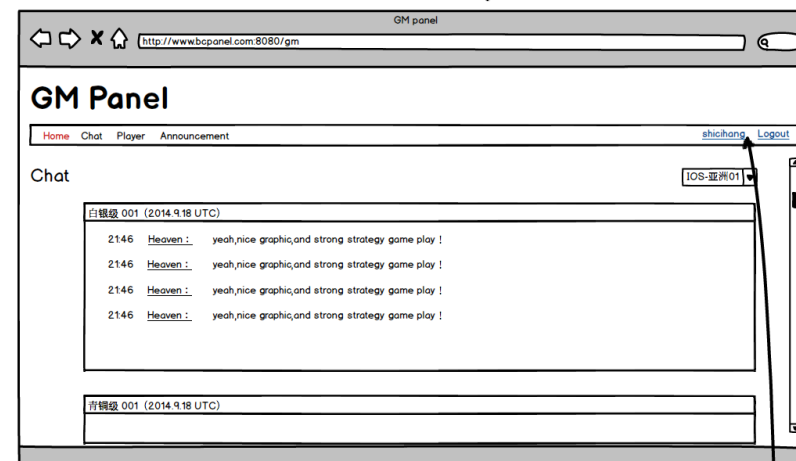 GM panel
http://www.bcpanel.com:8080/gm
GM Panel
Home Chat Player Announcement shicihang Logout
Chat IOS-亚洲01
白银级 001 (2014.9.18 UTC)
21:46 Heaven： yeah,nice graphic,and strong strategy game play！
21:46 Heaven： yeah,nice graphic,and strong strategy game play！
21:46 Heaven： yeah,nice graphic,and strong strategy game play！
21:46 Heaven： yeah,nice graphic,and strong strategy game play！
青铜级 001 (2014.9.18 UTC)